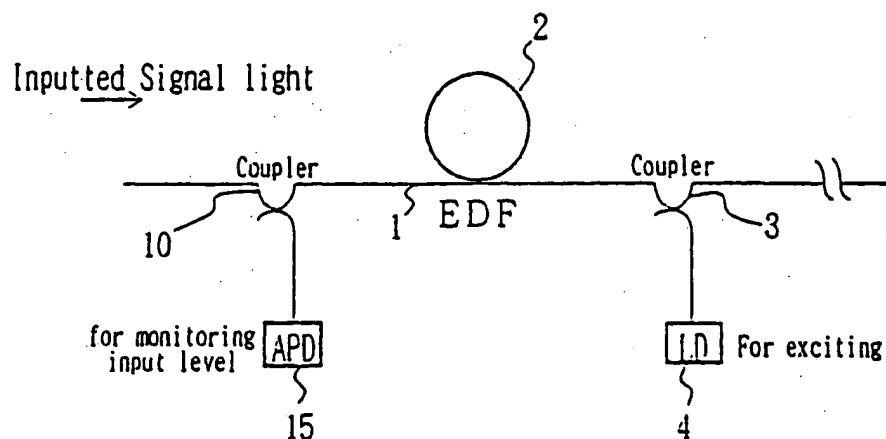 2
Inputted Signal light
Coupler
Coupler
10
1
EDF
3
for monitoring
input level
APD
LD
For exciting
15
4